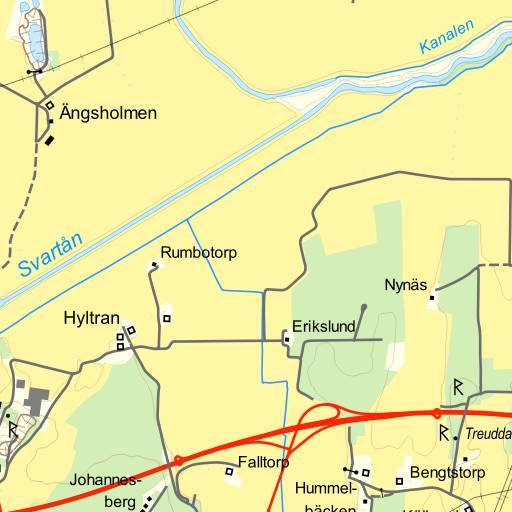 Kanalen
Ängsholmen
Svartån
Rumbotorp
Nynäs
Hyltran
Erikslund
Treudda
Falltorp
Bengtstorp
Johannes-
berg
Hummel-
bäcken